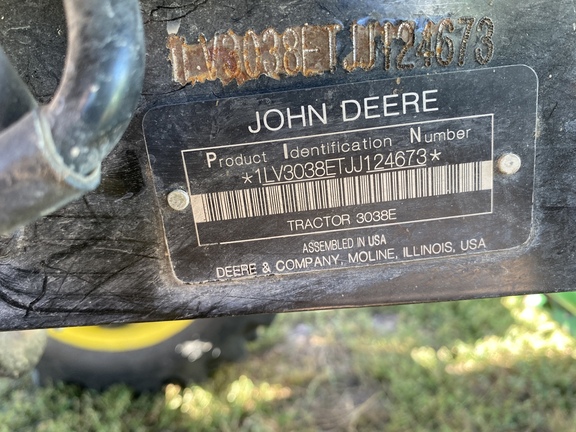 1LV3038ETJJ124673
JOHN DEERE
Product Identification Number
*1LV3038ETJJ124673*
TRACTOR 3038E
ASSEMBLED IN USA
DEERE & COMPANY, MOLINE, ILLINOIS, USA